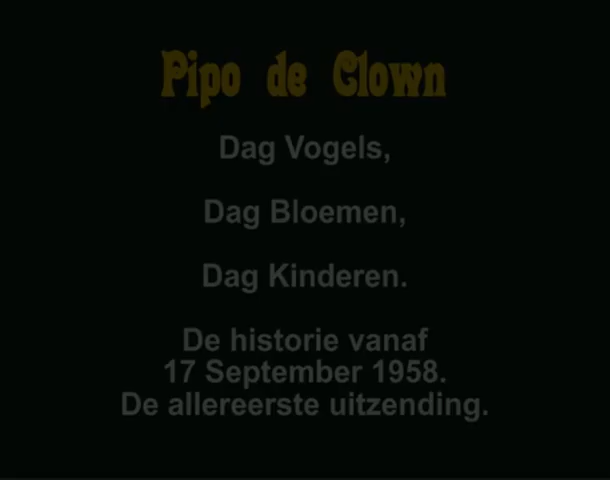 Pipo de Clown
Dag Vogels,
Dag Bloemen,
Dag Kinderen.
De historie vanaf
17 September 1958.
De allereerste uitzending.